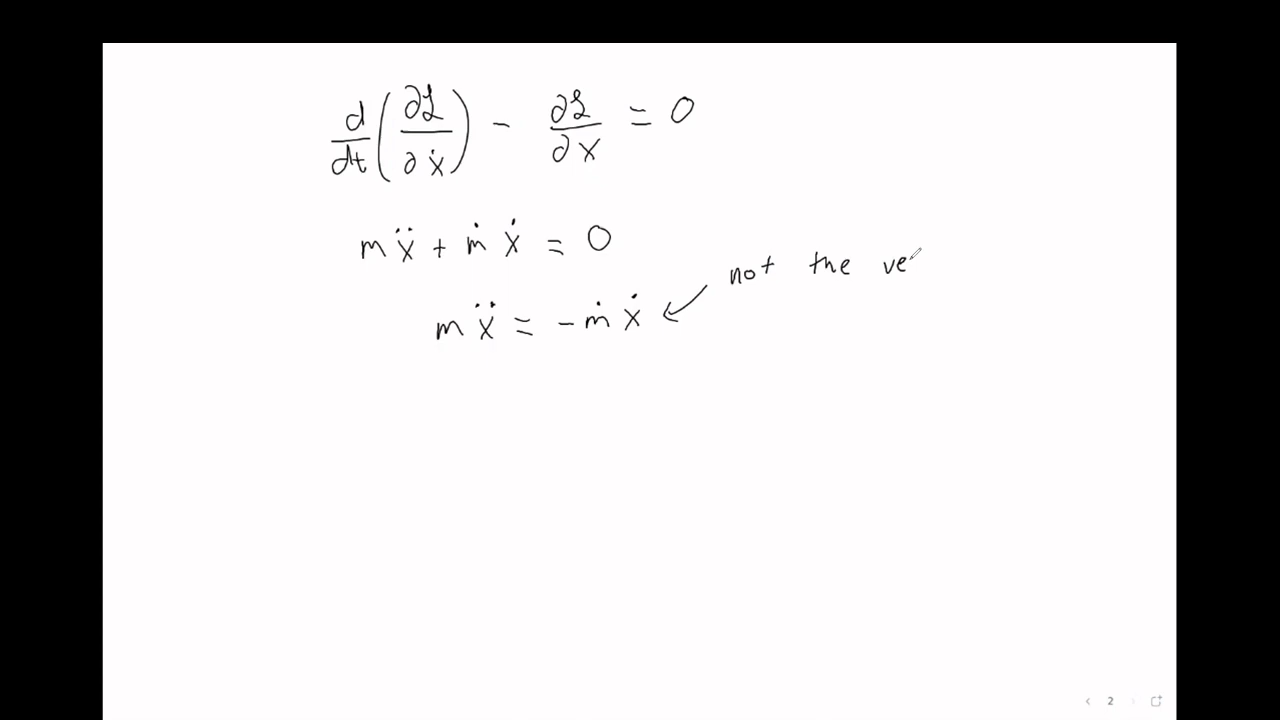 d/dt (∂ℒ/∂ẋ) − ∂ℒ/∂x = 0
mẍ + ṁẋ = 0
not the ve
mẍ = −ṁẋ
2